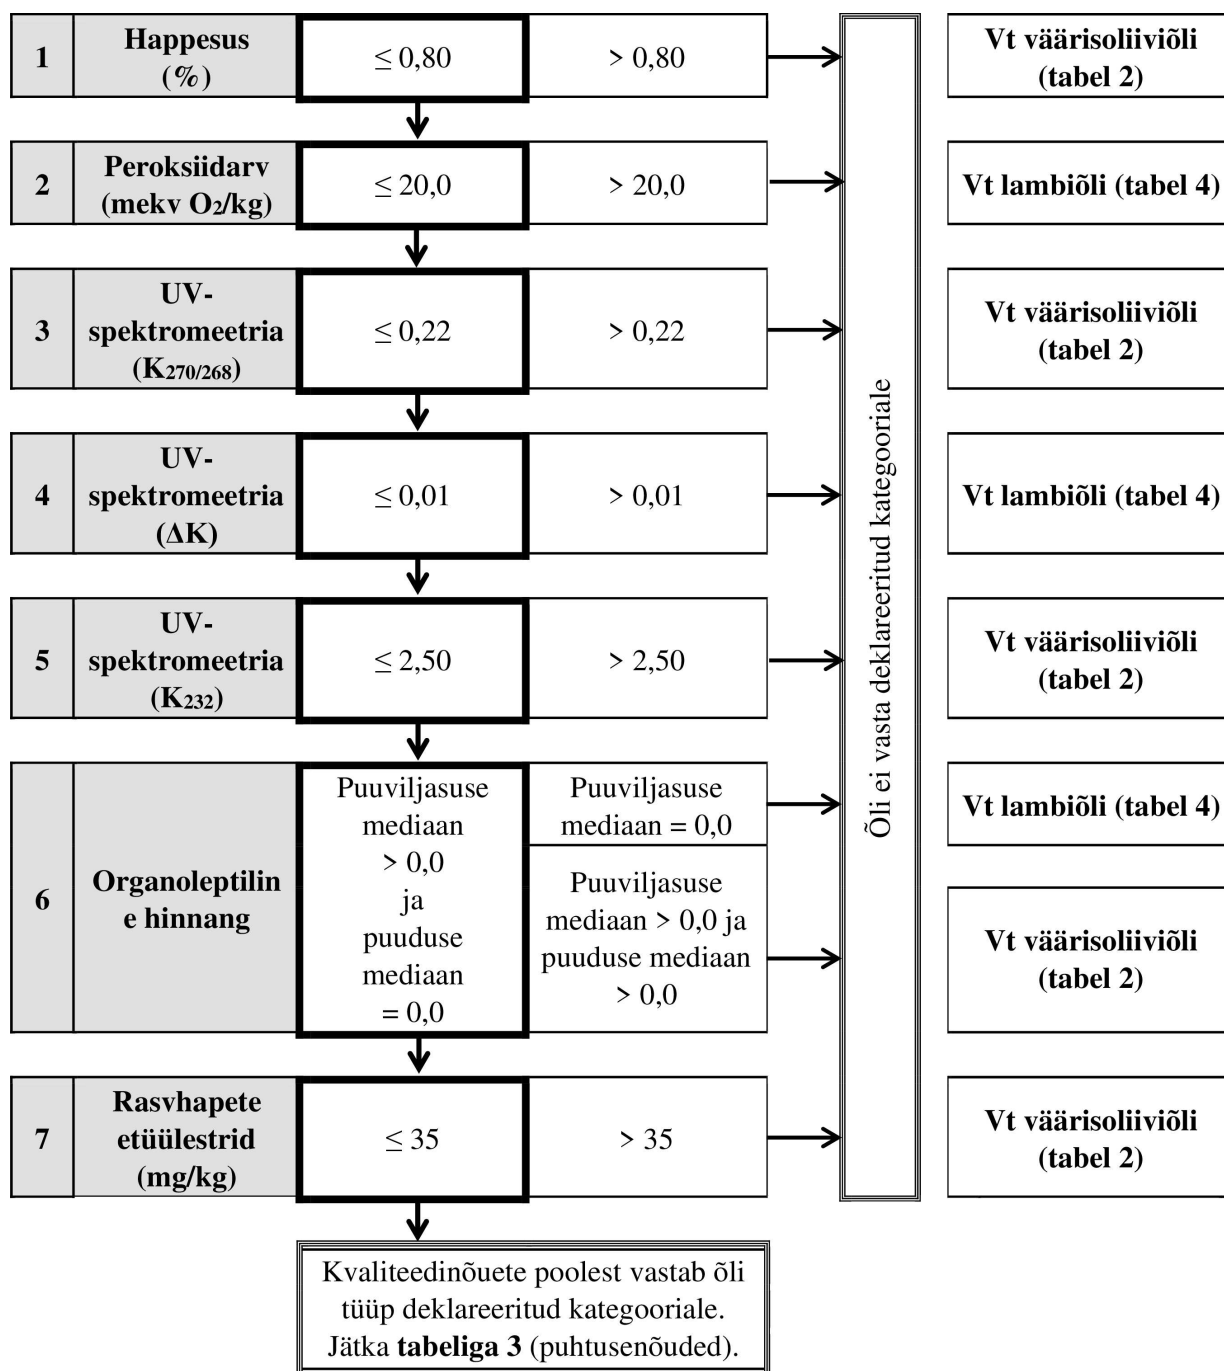 1
Happesus
(%)
≤ 0,80
> 0,80
Vt väärisoliiviõli
(tabel 2)
2
Peroksiidarv
(mekv O₂/kg)
≤ 20,0
> 20,0
Vt lambiõli (tabel 4)
3
UV-
spektromeetria
(K₂₇₀/₂₆₈)
≤ 0,22
> 0,22
Vt väärisoliiviõli
(tabel 2)
4
UV-
spektromeetria
(ΔK)
≤ 0,01
> 0,01
Vt lambiõli (tabel 4)
5
UV-
spektromeetria
(K₂₃₂)
≤ 2,50
> 2,50
Vt väärisoliiviõli
(tabel 2)
6
Organoleptilin
e hinnang
Puuviljasuse
mediaan
> 0,0
ja
puuduse
mediaan
= 0,0
Puuviljasuse
mediaan = 0,0
Vt lambiõli (tabel 4)
Puuviljasuse
mediaan > 0,0 ja
puuduse mediaan
> 0,0
Vt väärisoliiviõli
(tabel 2)
7
Rasvhapete
etüülestrid
(mg/kg)
≤ 35
> 35
Vt väärisoliiviõli
(tabel 2)
Õli ei vasta deklareeritud kategooriale
Kvaliteedinõuete poolest vastab õli
tüüp deklareeritud kategooriale.
Jätka tabeliga 3 (puhtusenõuded).